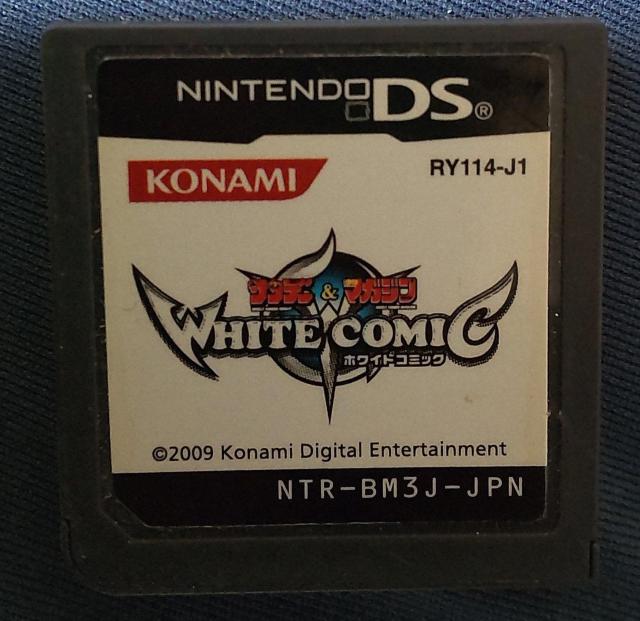 NINTENDO DS®
KONAMI
RY114-J1
サンデー & マガジン
WHITE COMIC
ホワイトコミック
©2009 Konami Digital Entertainment
NTR-BM3J-JPN